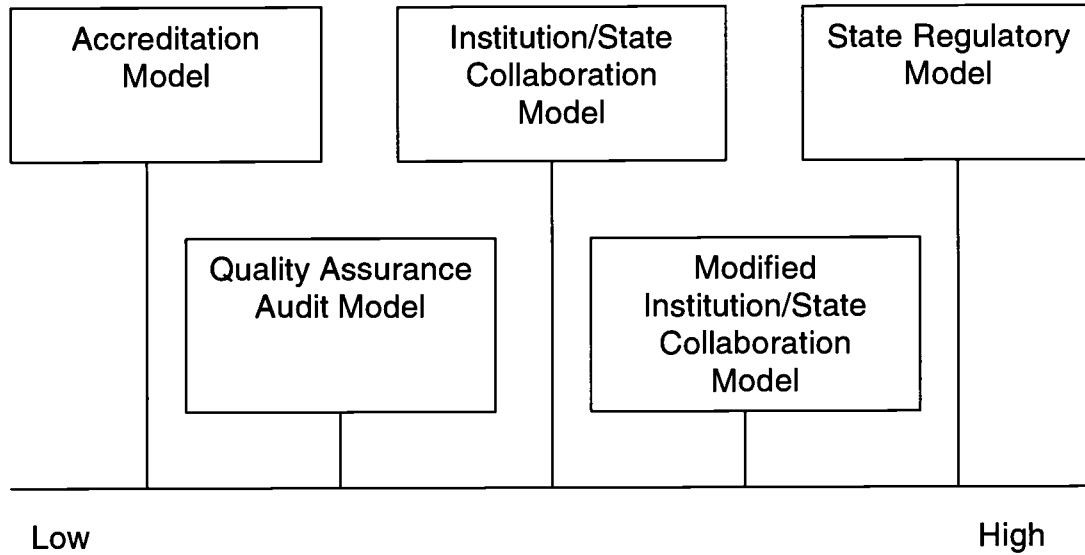 Accreditation
Model
Institution/State
Collaboration
Model
State Regulatory
Model
Quality Assurance
Audit Model
Modified
Institution/State
Collaboration
Model
Low
High